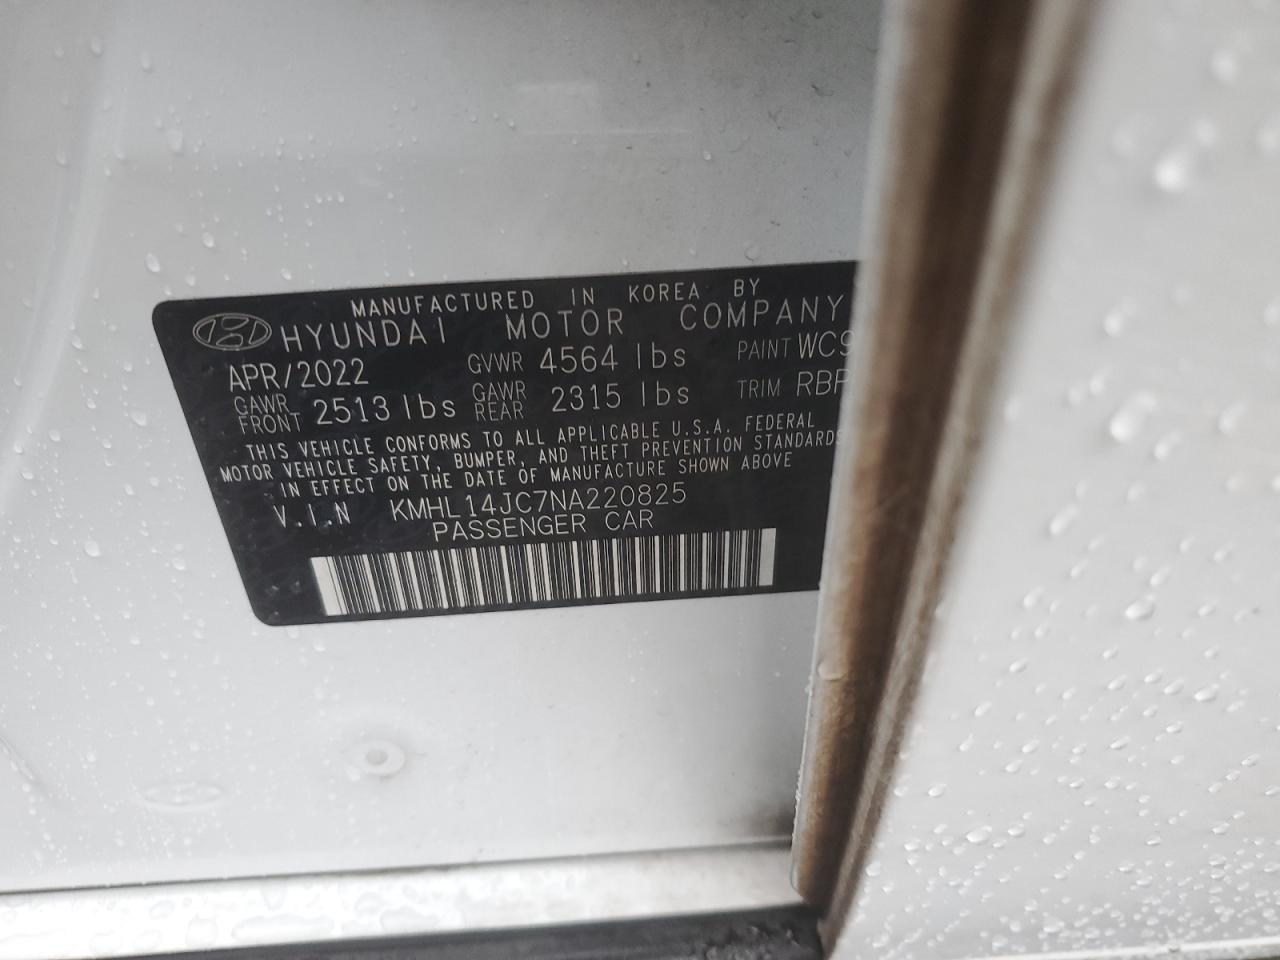 MANUFACTURED IN KOREA BY
HYUNDAI MOTOR COMPANY
APR/2022 GVWR 4564 lbs PAINT WC9
GAWR FRONT 2513 lbs GAWR REAR 2315 lbs TRIM RBP
THIS VEHICLE CONFORMS TO ALL APPLICABLE U.S.A. FEDERAL
MOTOR VEHICLE SAFETY, BUMPER, AND THEFT PREVENTION STANDARDS
IN EFFECT ON THE DATE OF MANUFACTURE SHOWN ABOVE
V.I.N KMHL14JC7NA220825
PASSENGER CAR